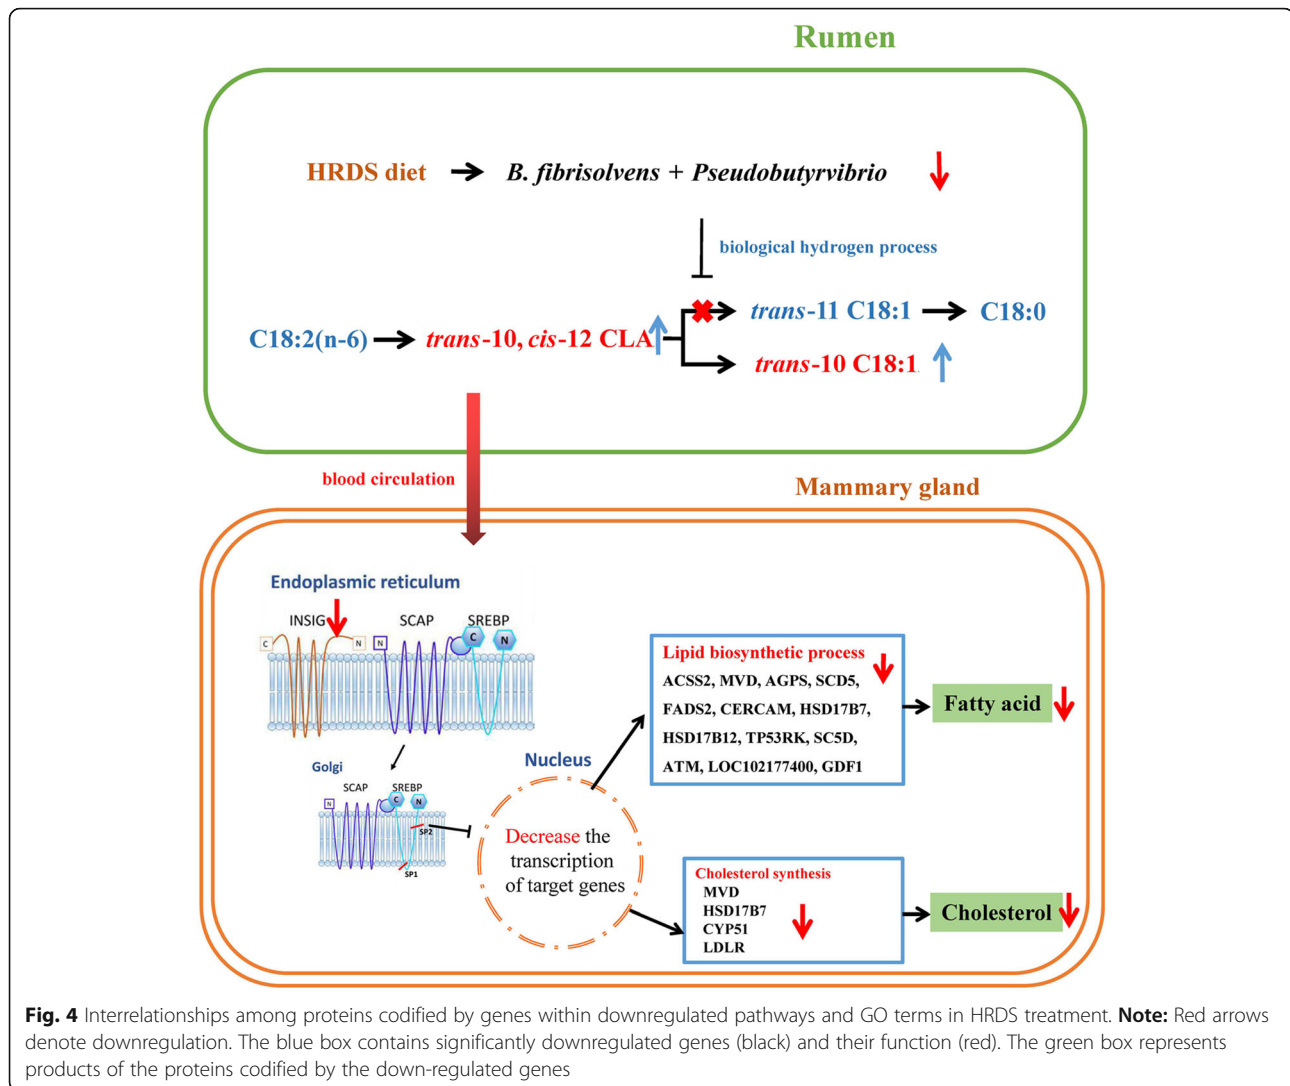 Rumen
HRDS diet B. fibrisolvens + Pseudobutyrvibrio
biological hydrogen process
trans-11 C18:1 C18:0
C18:2(n-6) trans-10, cis-12 CLA
trans-10 C18:1
blood circulation
Mammary gland
Endoplasmic reticulum
INSIG SCAP SREBP
C N N C N
Golgi
SCAP SREBP
N C N
SP2
SP1
Nucleus
Decrease the
transcription
of target genes
Lipid biosynthetic process
ACSS2, MVD, AGPS, SCD5,
FADS2, CERCAM, HSD17B7,
HSD17B12, TP53RK, SC5D,
ATM, LOC102177400, GDF1
Fatty acid
Cholesterol synthesis
MVD
HSD17B7
CYP51
LDLR
Cholesterol
Fig. 4 Interrelationships among proteins codified by genes within downregulated pathways and GO terms in HRDS treatment. Note: Red arrows
denote downregulation. The blue box contains significantly downregulated genes (black) and their function (red). The green box represents
products of the proteins codified by the down-regulated genes